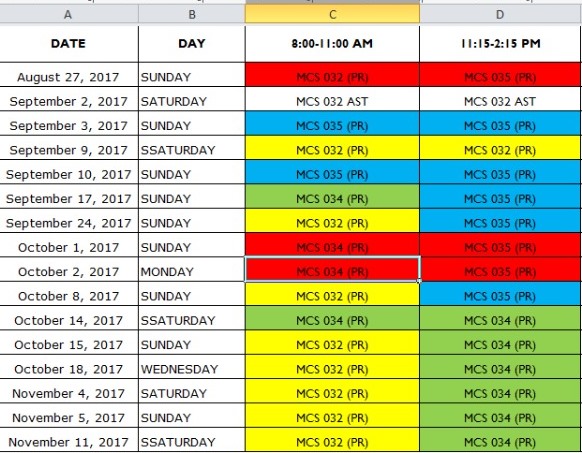 A B C D
DATE DAY 8:00-11:00 AM 11:15-2:15 PM
August 27, 2017 SUNDAY MCS 032 (PR) MCS 035 (PR)
September 2, 2017 SATURDAY MCS 032 AST MCS 032 AST
September 3, 2017 SUNDAY MCS 035 (PR) MCS 035 (PR)
September 9, 2017 SSATURDAY MCS 032 (PR) MCS 032 (PR)
September 10, 2017 SUNDAY MCS 035 (PR) MCS 035 (PR)
September 17, 2017 SUNDAY MCS 034 (PR) MCS 035 (PR)
September 24, 2017 SUNDAY MCS 032 (PR) MCS 035 (PR)
October 1, 2017 SUNDAY MCS 034 (PR) MCS 035 (PR)
October 2, 2017 MONDAY MCS 034 (PR) MCS 035 (PR)
October 8, 2017 SUNDAY MCS 032 (PR) MCS 035 (PR)
October 14, 2017 SSATURDAY MCS 034 (PR) MCS 034 (PR)
October 15, 2017 SUNDAY MCS 032 (PR) MCS 034 (PR)
October 18, 2017 WEDNESDAY MCS 032 (PR) MCS 034 (PR)
November 4, 2017 SATURDAY MCS 032 (PR) MCS 034 (PR)
November 5, 2017 SUNDAY MCS 032 (PR) MCS 034 (PR)
November 11, 2017 SSATURDAY MCS 032 (PR) MCS 034 (PR)